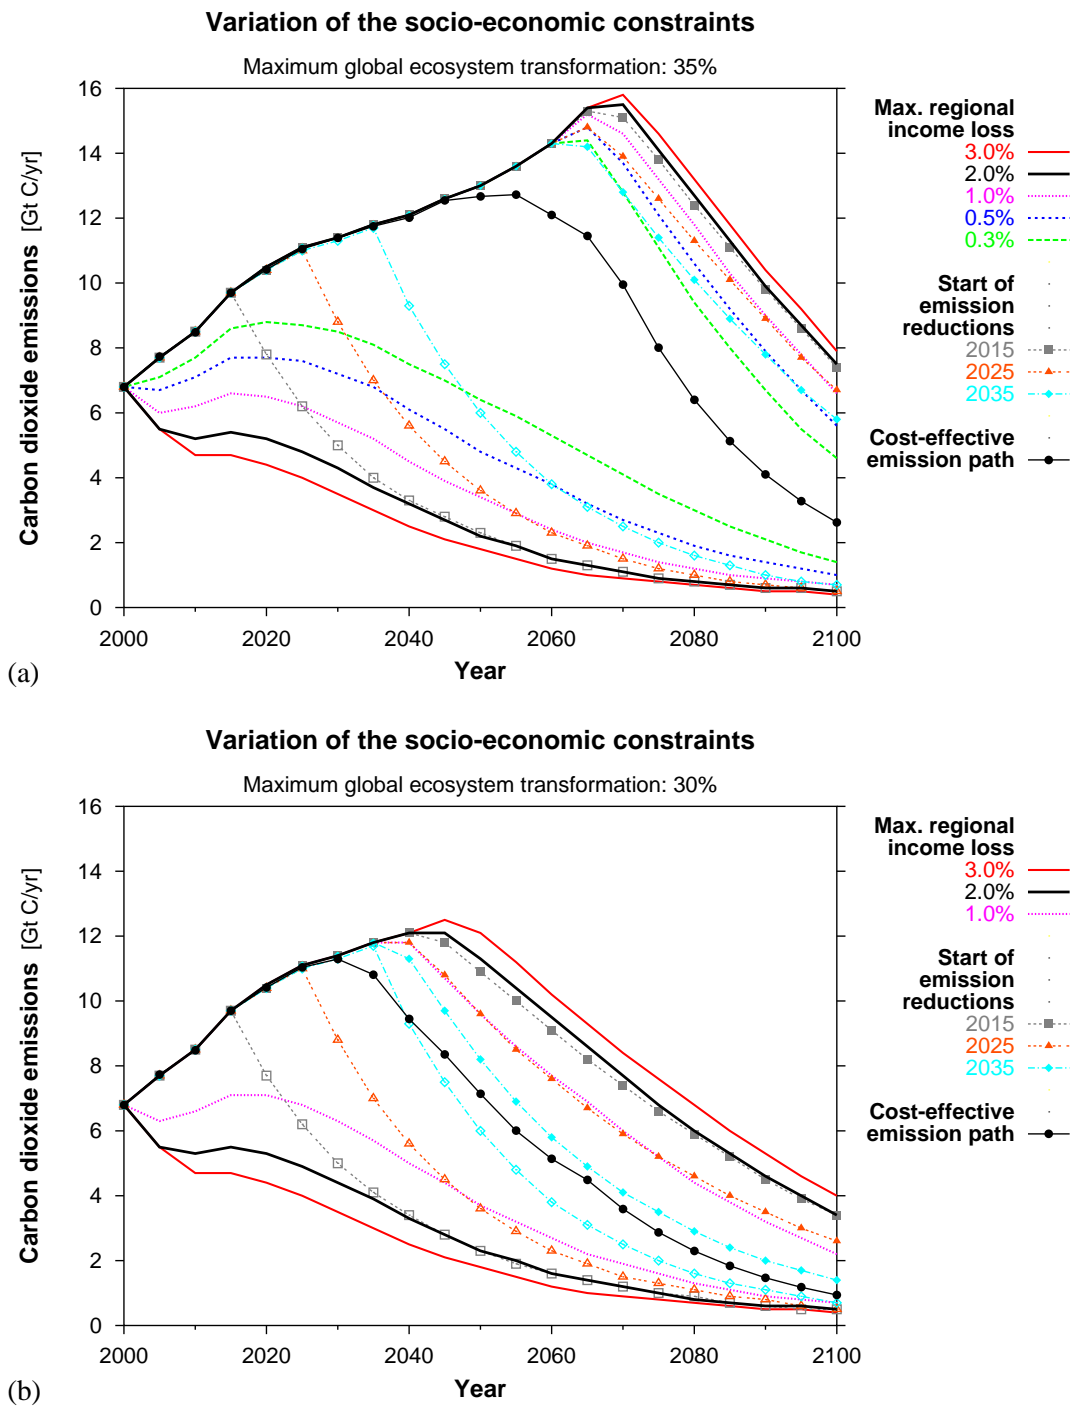 Variation of the socio-economic constraints
Maximum global ecosystem transformation: 35%
Carbon dioxide emissions [Gt C/yr]
16
14
12
10
8
6
4
2
0
2000
2020
2040
2060
2080
2100
Year
Max. regional
income loss
3.0%
2.0%
1.0%
0.5%
0.3%
Start of
emission
reductions
2015
2025
2035
Cost-effective
emission path
(a)
Variation of the socio-economic constraints
Maximum global ecosystem transformation: 30%
Carbon dioxide emissions [Gt C/yr]
16
14
12
10
8
6
4
2
0
2000
2020
2040
2060
2080
2100
Year
Max. regional
income loss
3.0%
2.0%
1.0%
Start of
emission
reductions
2015
2025
2035
Cost-effective
emission path
(b)